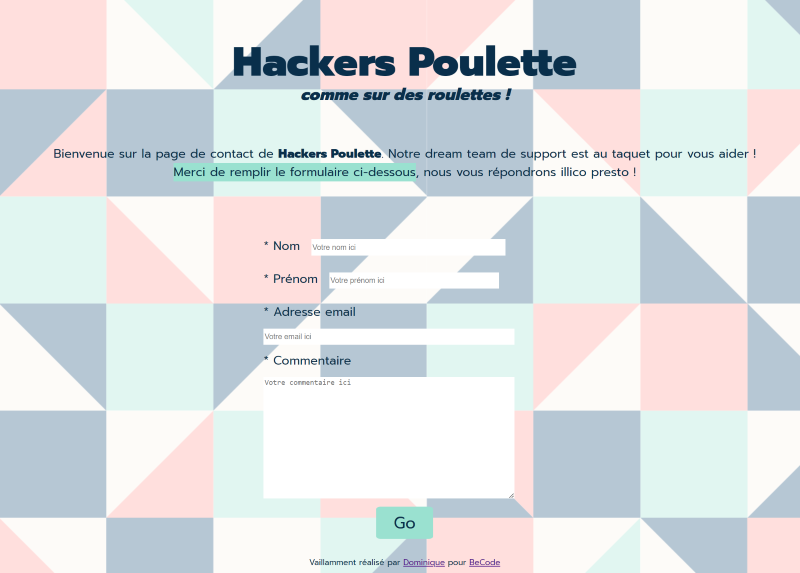 Hackers Poulette
comme sur des roulettes !
Bienvenue sur la page de contact de Hackers Poulette. Notre dream team de support est au taquet pour vous aider !
Merci de remplir le formulaire ci-dessous, nous vous répondrons illico presto !
* Nom Votre nom ici
* Prénom Votre prénom ici
* Adresse email
Votre email ici
* Commentaire
Votre commentaire ici
Go
Vaillamment réalisé par Dominique pour BeCode